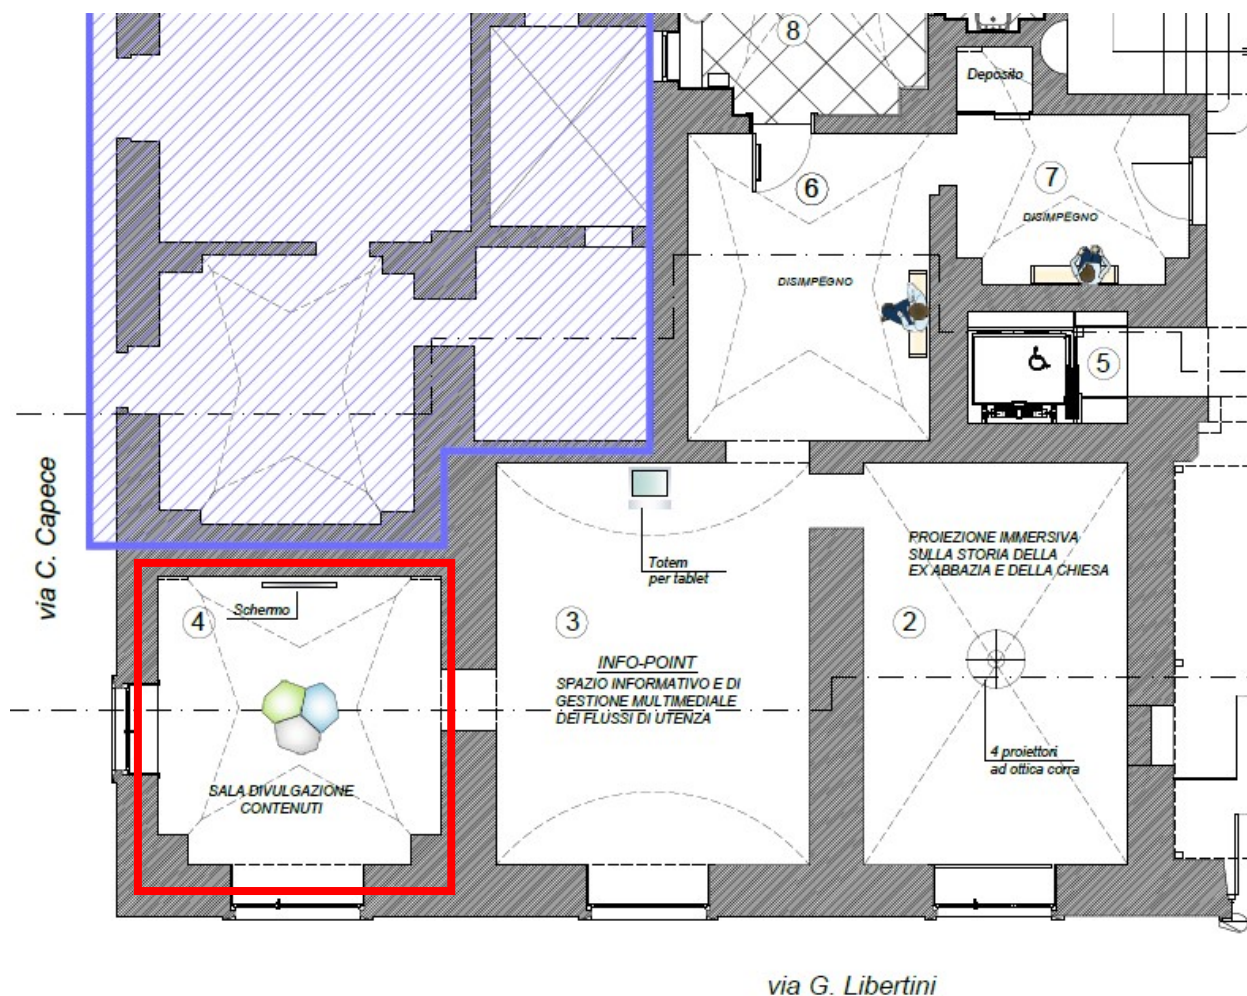 8
Deposito
6
7
DISIMPEGNO
DISIMPEGNO
5
via C. Capece
Totem
per tablet
PROIEZIONE IMMERSIVA
SULLA STORIA DELLA
EX ABBAZIA E DELLA CHIESA
Schermo
4
3
2
INFO-POINT
SPAZIO INFORMATIVO E DI
GESTIONE MULTIMEDIALE
DEI FLUSSI DI UTENZA
4 proiettori
ad ottica corra
SALA DIVULGAZIONE
CONTENUTI
via G. Libertini